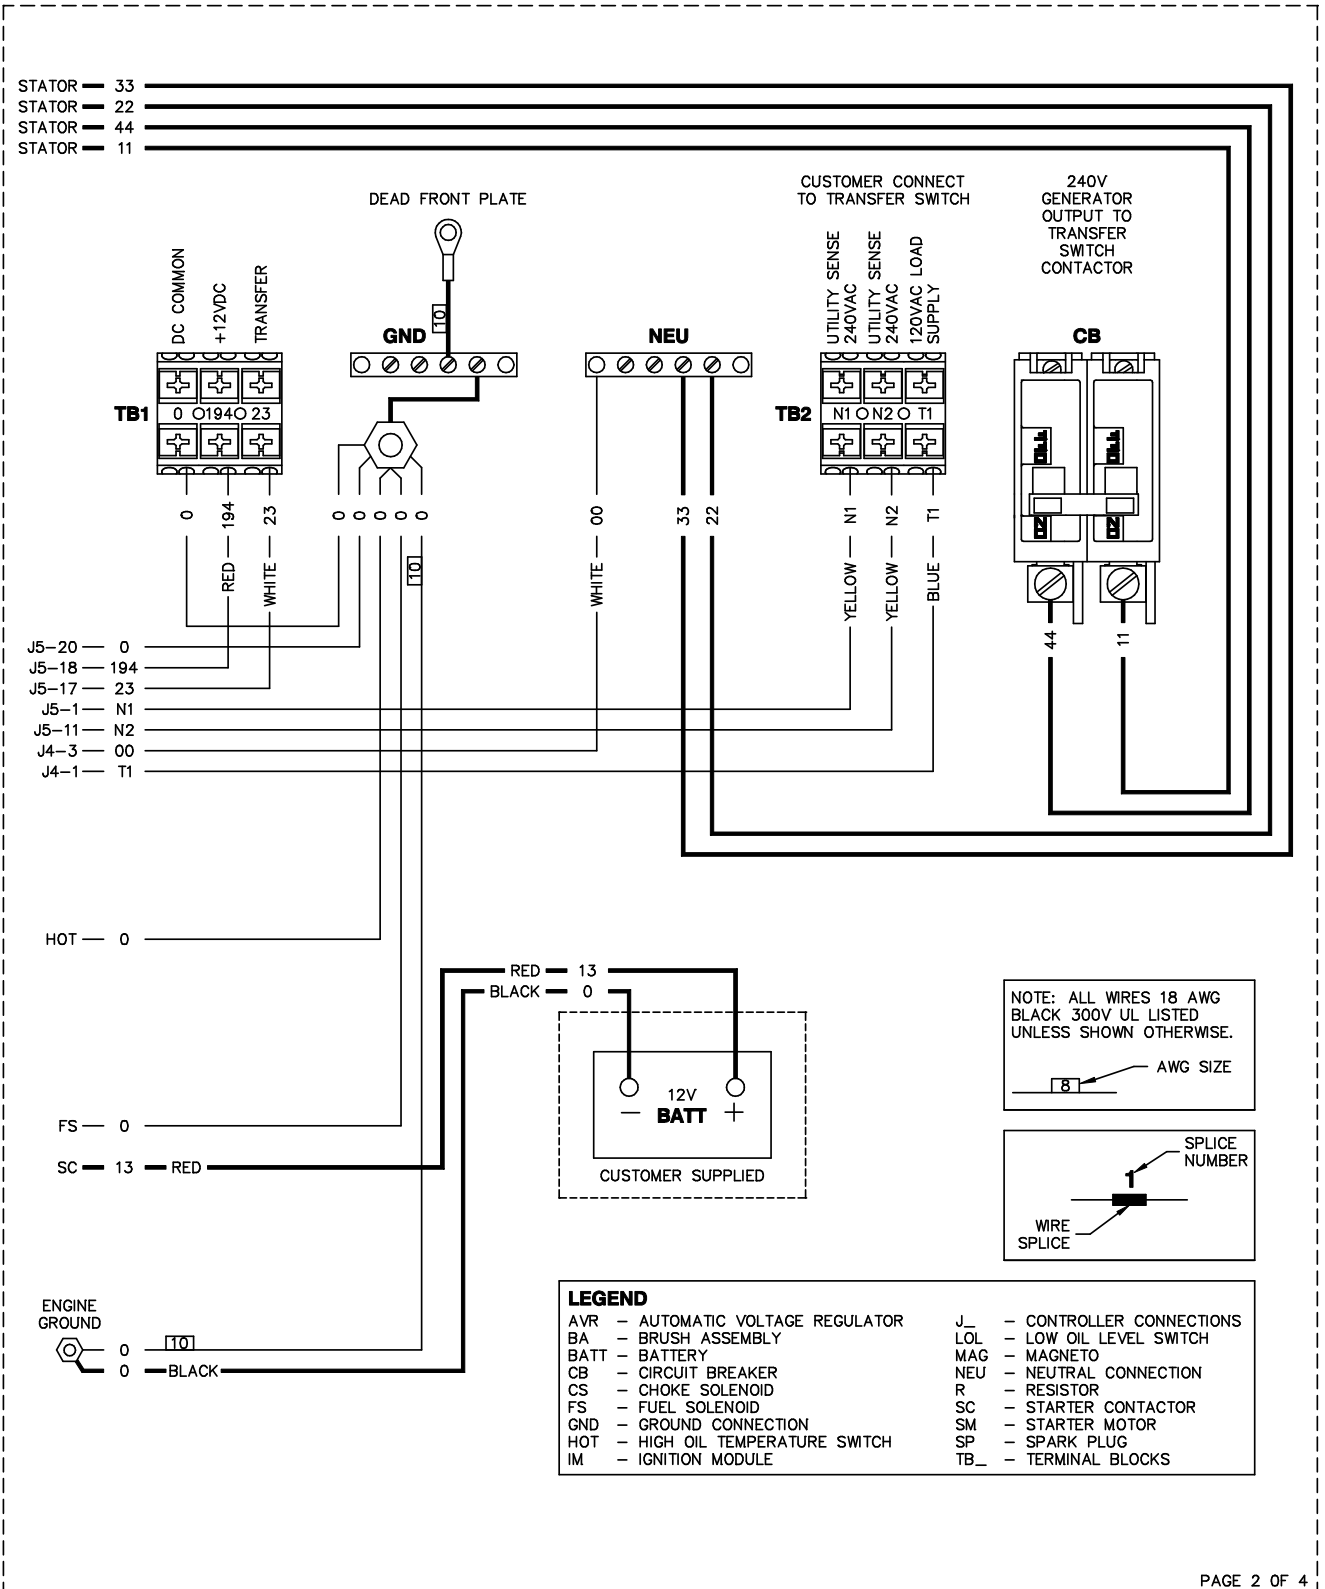 STATOR 33
STATOR 22
STATOR 44
STATOR 11
DEAD FRONT PLATE
CUSTOMER CONNECT
TO TRANSFER SWITCH
240V
GENERATOR
OUTPUT TO
TRANSFER
SWITCH
CONTACTOR
DC COMMON
+12VDC
TRANSFER
10
UTILITY SENSE
240VAC
UTILITY SENSE
240VAC
120VAC LOAD
SUPPLY
GND
NEU
CB
TB1
0 194 23
TB2
N1 N2 T1
OFF
OFF
ON
ON
0
194
23
0
0
0
0
0
00
33
22
N1
N2
T1
RED
WHITE
10
WHITE
YELLOW
YELLOW
BLUE
44
11
J5-20 0
J5-18 194
J5-17 23
J5-1 N1
J5-11 N2
J4-3 00
J4-1 T1
HOT 0
RED 13
BLACK 0
12V
BATT
- +
CUSTOMER SUPPLIED
NOTE: ALL WIRES 18 AWG
BLACK 300V UL LISTED
UNLESS SHOWN OTHERWISE.
8 AWG SIZE
FS 0
SC 13 RED
1 SPLICE
NUMBER
WIRE
SPLICE
ENGINE
GROUND
0 10
0 BLACK
LEGEND
AVR - AUTOMATIC VOLTAGE REGULATOR
BA - BRUSH ASSEMBLY
BATT - BATTERY
CB - CIRCUIT BREAKER
CS - CHOKE SOLENOID
FS - FUEL SOLENOID
GND - GROUND CONNECTION
HOT - HIGH OIL TEMPERATURE SWITCH
IM - IGNITION MODULE
J_ - CONTROLLER CONNECTIONS
LOL - LOW OIL LEVEL SWITCH
MAG - MAGNETO
NEU - NEUTRAL CONNECTION
R - RESISTOR
SC - STARTER CONTACTOR
SM - STARTER MOTOR
SP - SPARK PLUG
TB_ - TERMINAL BLOCKS
PAGE 2 OF 4